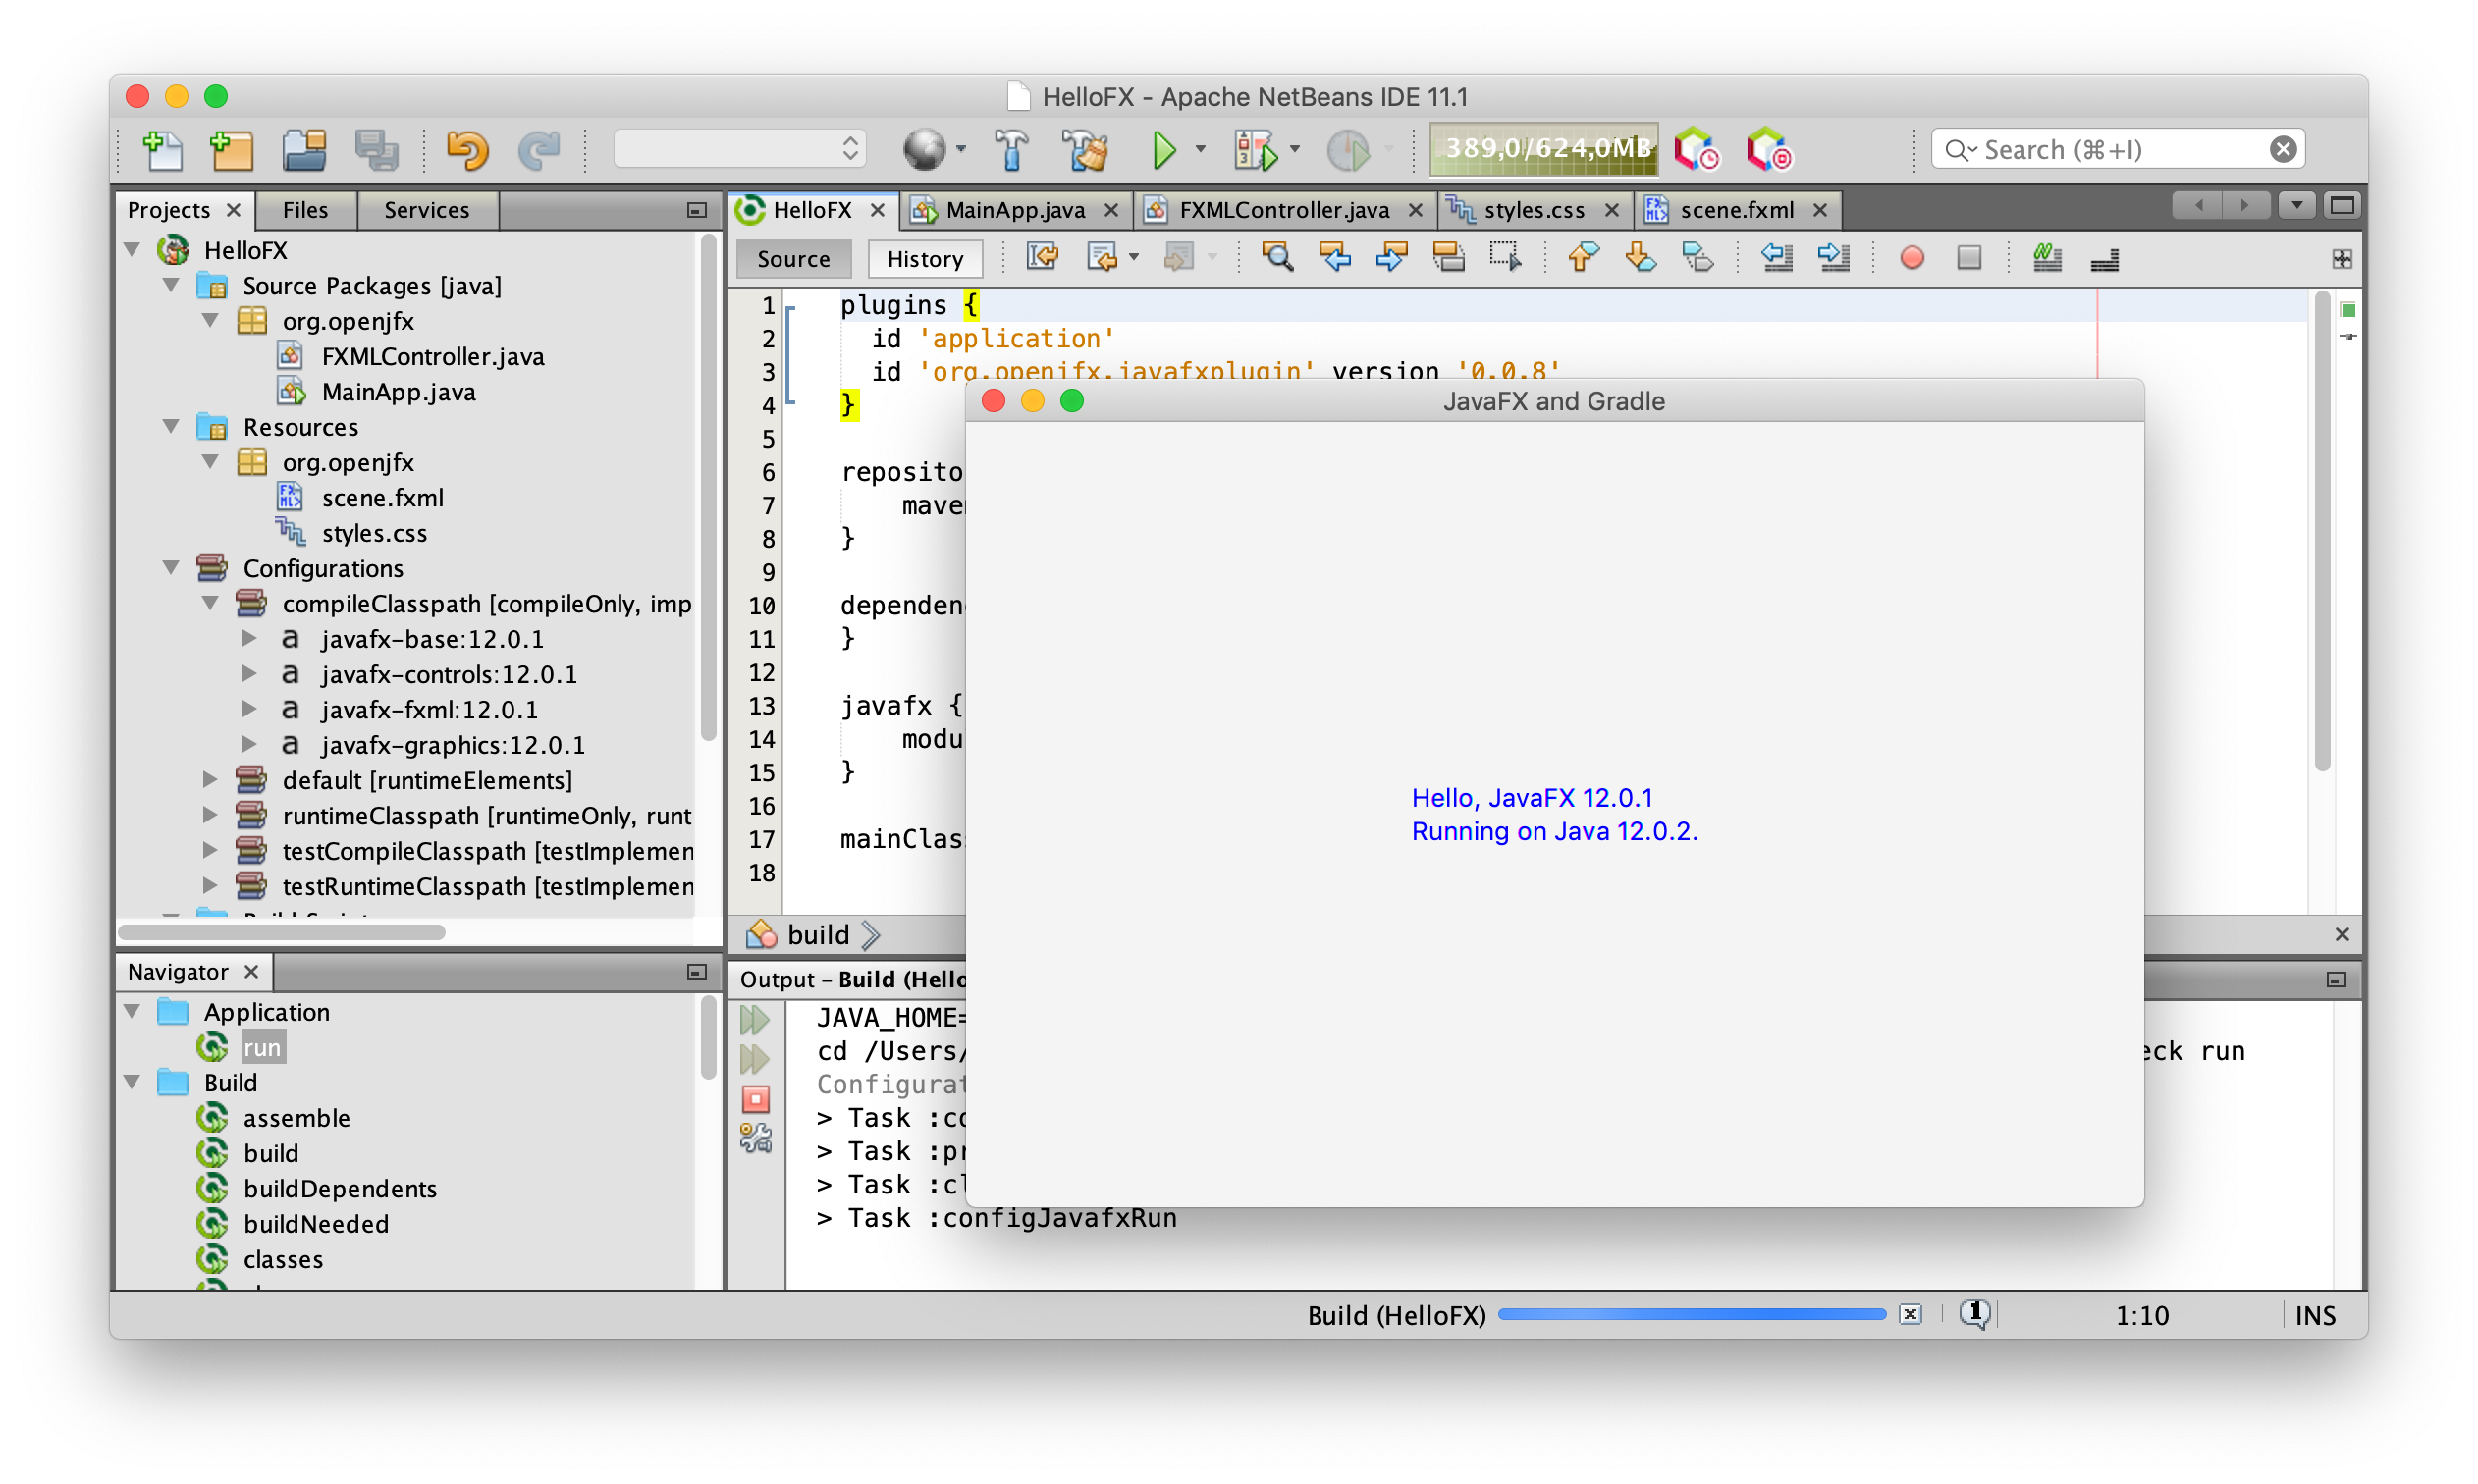 HelloFX - Apache NetBeans IDE 11.1
389,0/624,0MB
Search (⌘+I)
Projects
Files
Services
HelloFX
Source Packages [java]
org.openjfx
FXMLController.java
MainApp.java
Resources
org.openjfx
scene.fxml
styles.css
Configurations
compileClasspath [compileOnly, imp
javafx-base:12.0.1
javafx-controls:12.0.1
javafx-fxml:12.0.1
javafx-graphics:12.0.1
default [runtimeElements]
runtimeClasspath [runtimeOnly, runt
testCompileClasspath [testImplemen
testRuntimeClasspath [testImplemen
Navigator
Application
run
Build
assemble
build
buildDependents
buildNeeded
classes
HelloFX
MainApp.java
FXMLController.java
styles.css
scene.fxml
Source
History
1 plugins {
2 id 'application'
3 id 'org.openjfx.javafxplugin' version '0.0.8'
4 }
5
6 reposito
7 mave
8 }
9
10 dependen
11 }
12
13 javafx {
14 modu
15 }
16
17 mainClas
18
build
JavaFX and Gradle
Hello, JavaFX 12.0.1
Running on Java 12.0.2.
Output – Build (Hello
JAVA_HOME=
cd /Users/ eck run
Configurat
> Task :co
> Task :pr
> Task :cl
> Task :configJavafxRun
Build (HelloFX)
1
1:10
INS